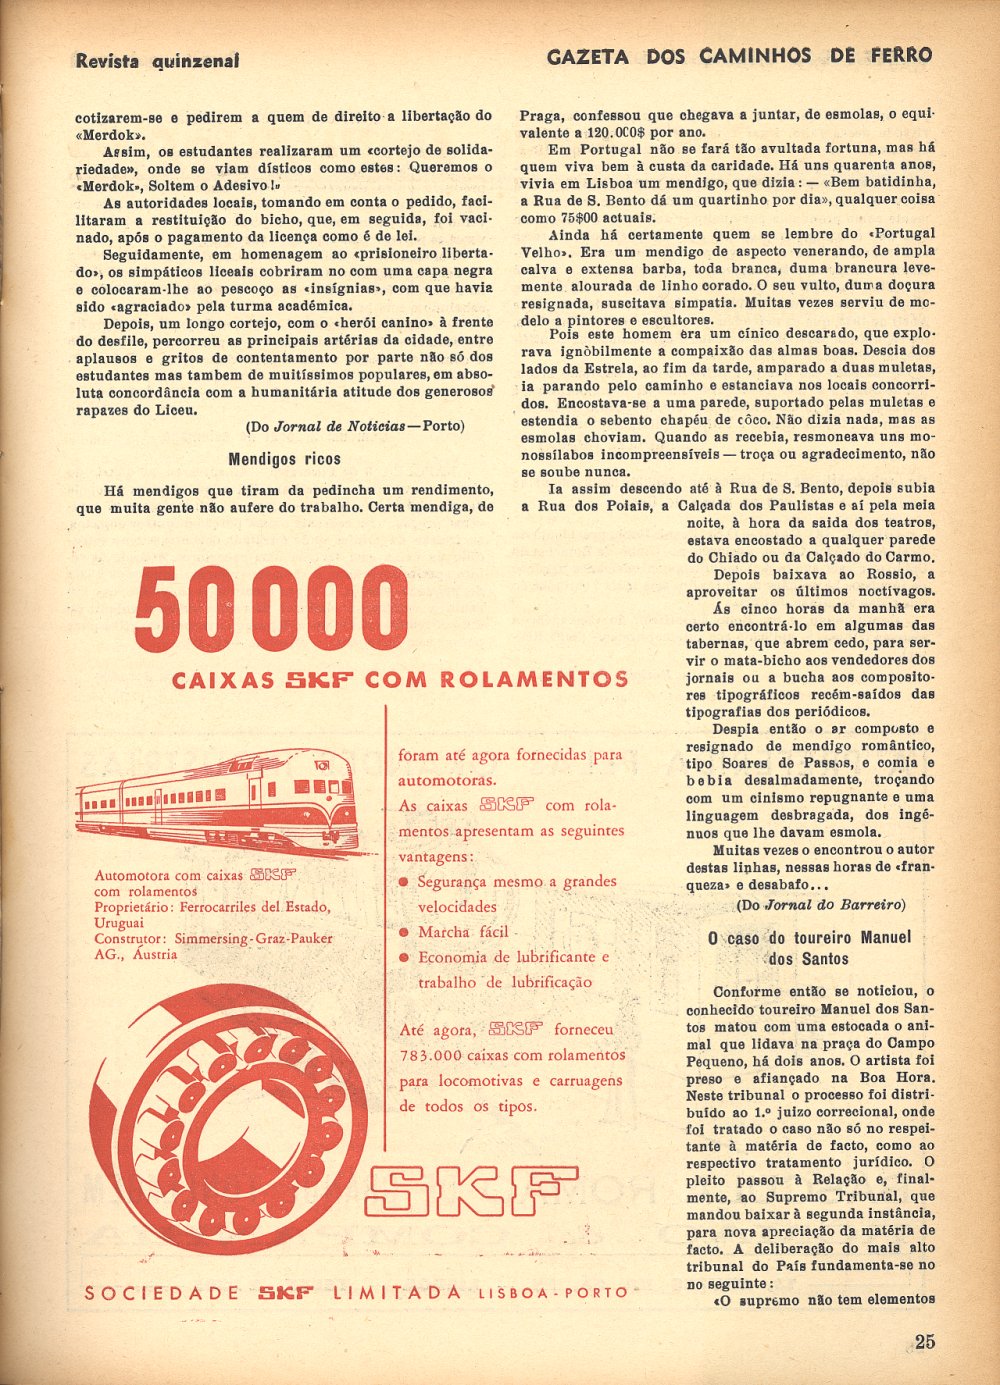 Revista quinzenal
GAZETA DOS CAMINHOS DE FERRO
cotizarem-se e pedirem a quem de direito a libertação do
«Merdok».
Assim, os estudantes realizaram um «cortejo de solida-
riedade», onde se viam dísticos como estes: Queremos o
«Merdok», Soltem o Adesivo!»
As autoridades locais, tomando em conta o pedido, faci-
litaram a restituição do bicho, que, em seguida, foi vaci-
nado, após o pagamento da licença como é de lei.
Seguidamente, em homenagem ao «prisioneiro liberta-
do», os simpáticos liceais cobriram no com uma capa negra
e colocaram-lhe ao pescoço as «insígnias», com que havia
sido «agraciado» pela turma académica.
Depois, um longo cortejo, com o «herói canino» à frente
do desfile, percorreu as principais artérias da cidade, entre
aplausos e gritos de contentamento por parte não só dos
estudantes mas tambem de muitíssimos populares, em abso-
luta concordância com a humanitária atitude dos generosos
rapazes do Liceu.
(Do Jornal de Noticias—Porto)
Mendigos ricos
Há mendigos que tiram da pedincha um rendimento,
que muita gente não aufere do trabalho. Certa mendiga, de
Praga, confessou que chegava a juntar, de esmolas, o equi-
valente a 120.000$ por ano.
Em Portugal não se fará tão avultada fortuna, mas há
quem viva bem à custa da caridade. Há uns quarenta anos,
vivia em Lisboa um mendigo, que dizia: — «Bem batidinha,
a Rua de S. Bento dá um quartinho por dia», qualquer coisa
como 75$00 actuais.
Ainda há certamente quem se lembre do «Portugal
Velho». Era um mendigo de aspecto venerando, de ampla
calva e extensa barba, toda branca, duma brancura leve-
mente alourada de linho corado. O seu vulto, duma doçura
resignada, suscitava simpatia. Muitas vezes serviu de mo-
delo a pintores e escultores.
Pois este homem era um cínico descarado, que explo-
rava ignòbilmente a compaixão das almas boas. Descia dos
lados da Estrela, ao fim da tarde, amparado a duas muletas,
ia parando pelo caminho e estanciava nos locais concorri-
dos. Encostava-se a uma parede, suportado pelas muletas e
estendia o sebento chapéu de côco. Não dizia nada, mas as
esmolas choviam. Quando as recebia, resmoneava uns mo-
nossílabos incompreensíveis — troça ou agradecimento, não
se soube nunca.
Ia assim descendo até à Rua de S. Bento, depois subia
a Rua dos Poiais, a Calçada dos Paulistas e aí pela meia
noite, à hora da saida dos teatros,
estava encostado a qualquer parede
do Chiado ou da Calçado do Carmo.
Depois baixava ao Rossio, a
aproveitar os últimos noctívagos.
Ás cinco horas da manhã era
certo encontrá-lo em algumas das
tabernas, que abrem cedo, para ser-
vir o mata-bicho aos vendedores dos
jornais ou a bucha aos composito-
res tipográficos recém-saídos das
tipografias dos periódicos.
Despia então o ar composto e
resignado de mendigo romântico,
tipo Soares de Passos, e comia e
bebia desalmadamente, troçando
com um cinismo repugnante e uma
linguagem desbragada, dos ingé-
nuos que lhe davam esmola.
Muitas vezes o encontrou o autor
destas linhas, nessas horas de «fran-
queza» e desabafo...
(Do Jornal do Barreiro)
O caso do toureiro Manuel
dos Santos
Conforme então se noticiou, o
conhecido toureiro Manuel dos San-
tos matou com uma estocada o ani-
mal que lidava na praça do Campo
Pequeno, há dois anos. O artista foi
preso e afiançado na Boa Hora.
Neste tribunal o processo foi distri-
buído ao 1.º juizo correcional, onde
foi tratado o caso não só no respei-
tante à matéria de facto, como ao
respectivo tratamento jurídico. O
pleito passou à Relação e, final-
mente, ao Supremo Tribunal, que
mandou baixar à segunda instância,
para nova apreciação da matéria de
facto. A deliberação do mais alto
tribunal do País fundamenta-se no
no seguinte:
«O supremo não tem elementos
50000
CAIXAS SKF COM ROLAMENTOS
Automotora com caixas SKF
com rolamentos
Proprietário: Ferrocarriles del Estado,
Uruguai
Construtor: Simmersing-Graz-Pauker
AG., Áustria
foram até agora fornecidas para
automotoras.
As caixas SKF com rola-
mentos apresentam as seguintes
vantagens:
● Segurança mesmo a grandes
velocidades
● Marcha fácil
● Economia de lubrificante e
trabalho de lubrificação
Até agora, SKF forneceu
783.000 caixas com rolamentos
para locomotivas e carruagens
de todos os tipos.
SKF
SOCIEDADE SKF LIMITADA LISBOA-PORTO
25